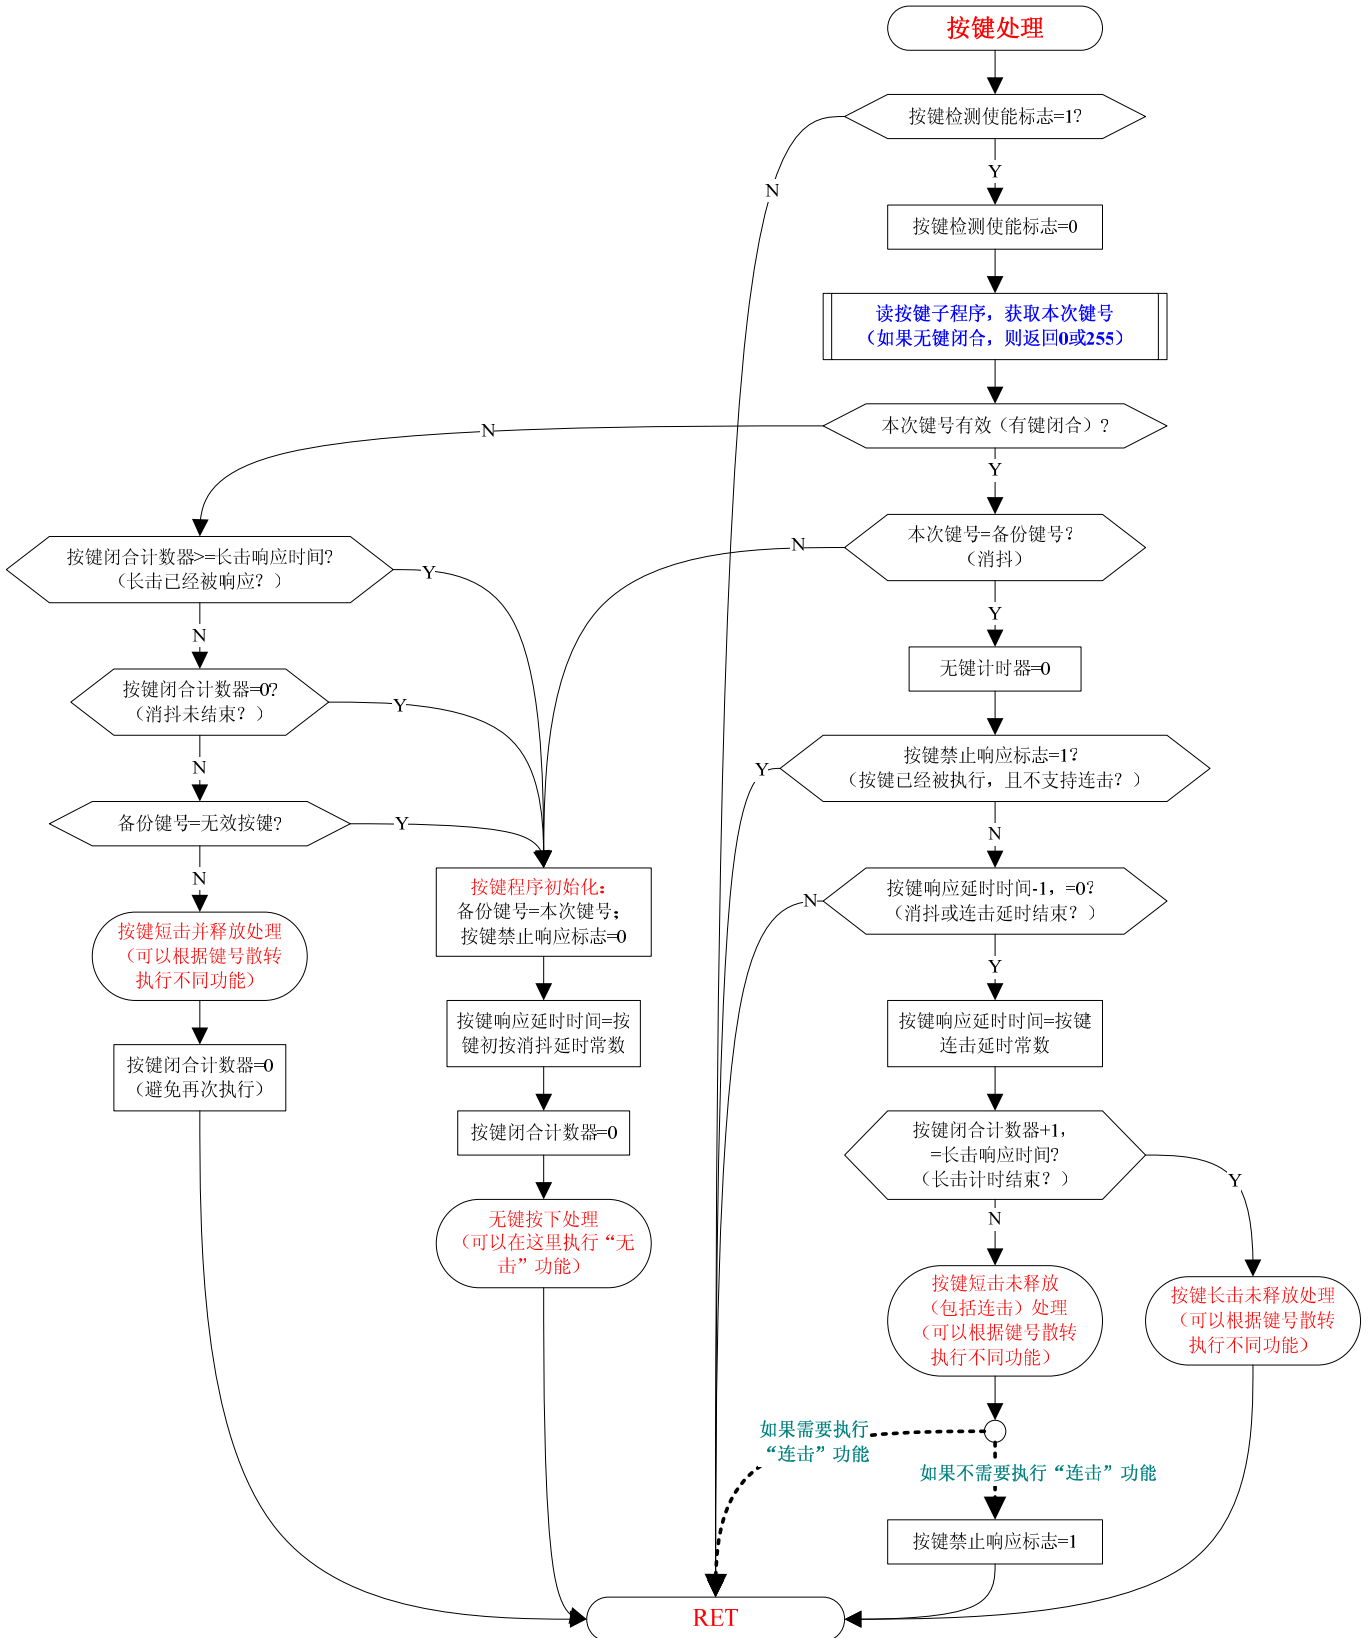 按键处理
按键检测使能标志=1?
N
Y
按键检测使能标志=0
读按键子程序，获取本次键号
（如果无键闭合，则返回0或255）
本次键号有效（有键闭合）?
N
Y
本次键号=备份键号?
（消抖）
N
Y
按键闭合计数器>=长击响应时间?
（长击已经被响应？）
Y
N
无键计时器=0
按键闭合计数器=0?
（消抖未结束？）
Y
N
按键禁止响应标志=1?
（按键已经被执行，且不支持连击？）
Y
N
备份键号=无效按键?
Y
N
按键响应延时时间-1，=0?
（消抖或连击延时结束？）
N
Y
按键程序初始化：
备份键号=本次键号；
按键禁止响应标志=0
按键短击并释放处理
（可以根据键号散转
执行不同功能）
按键响应延时时间=按
键初按消抖延时常数
按键响应延时时间=按键
连击延时常数
按键闭合计数器=0
（避免再次执行）
按键闭合计数器=0
按键闭合计数器+1，
=长击响应时间?
（长击计时结束？）
Y
N
无键按下处理
（可以在这里执行“无
击”功能）
按键短击未释放
（包括连击）处理
（可以根据键号散转
执行不同功能）
按键长击未释放处理
（可以根据键号散转
执行不同功能）
如果需要执行
“连击”功能
如果不需要执行“连击”功能
按键禁止响应标志=1
RET